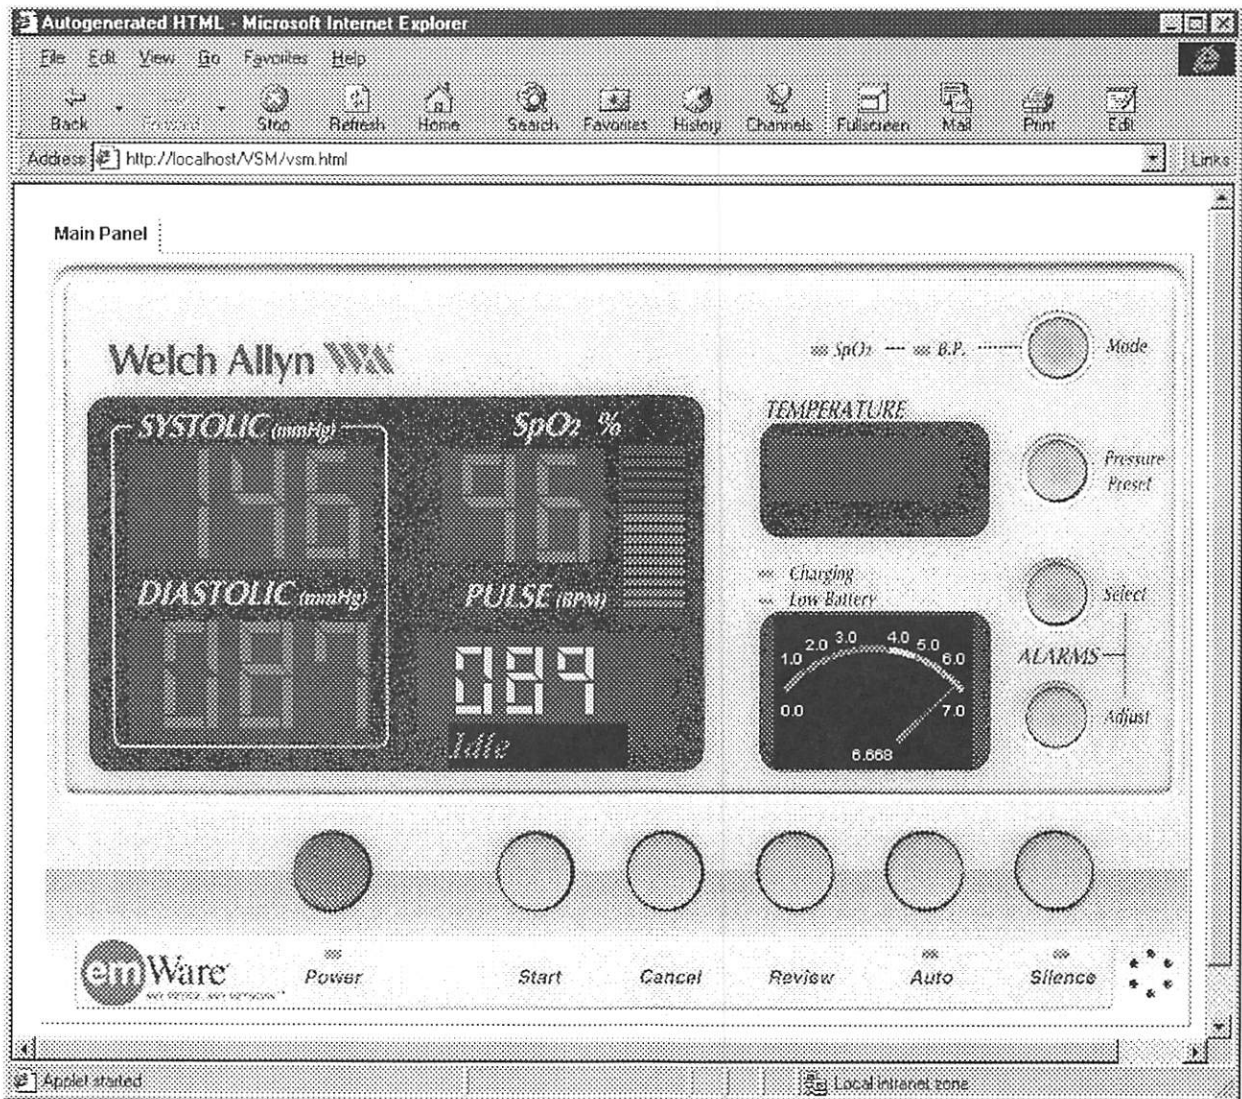 Autogenerated HTML - Microsoft Internet Explorer
File Edit View Go Favorites Help
Back Forward Stop Refresh Home Search Favorites History Channels Fullscreen Mail Print Edit
Address http://localhost/VSM/vsm.html Links
Main Panel
Welch Allyn
SpO2 B.P. Mode
SYSTOLIC (mmHg) SpO2 %
146 96
TEMPERATURE
Pressure
Preset
DIASTOLIC (mmHg) PULSE (BPM)
087 089
Idle
Charging
Low Battery
Select
ALARMS
Adjust
0.0 1.0 2.0 3.0 4.0 5.0 6.0 7.0
6.668
emWare
Power Start Cancel Review Auto Silence
Applet started Local intranet zone